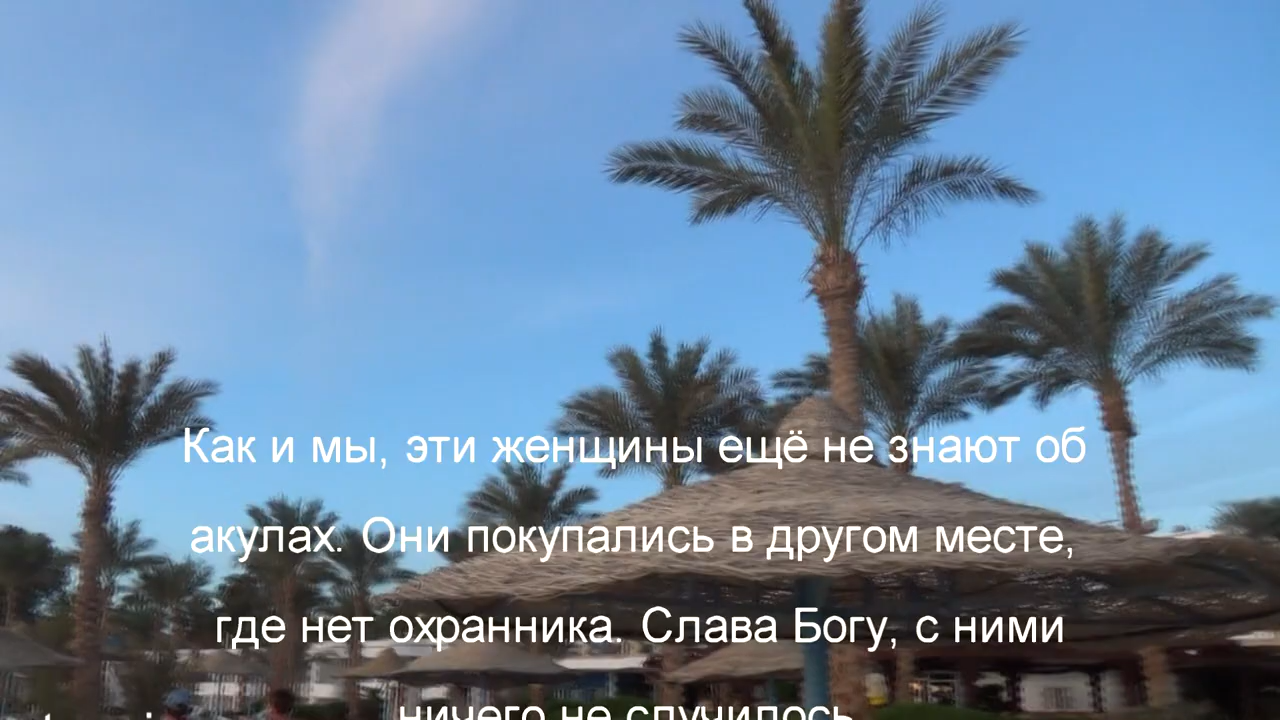 Как и мы, эти женщины ещё не знают об
акулах. Они покупались в другом месте,
где нет охранника. Слава Богу, с ними
ничего не случилось.